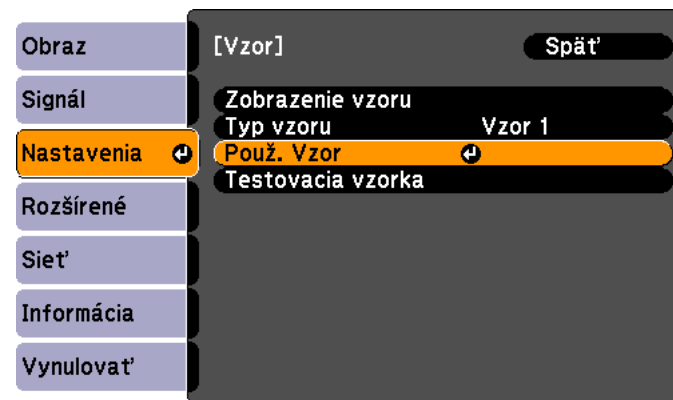 Obraz
Signál
Nastavenia
Rozšírené
Sieť
Informácia
Vynulovať
[Vzor] Späť
Zobrazenie vzoru
Typ vzoru Vzor 1
Použ. Vzor
Testovacia vzorka